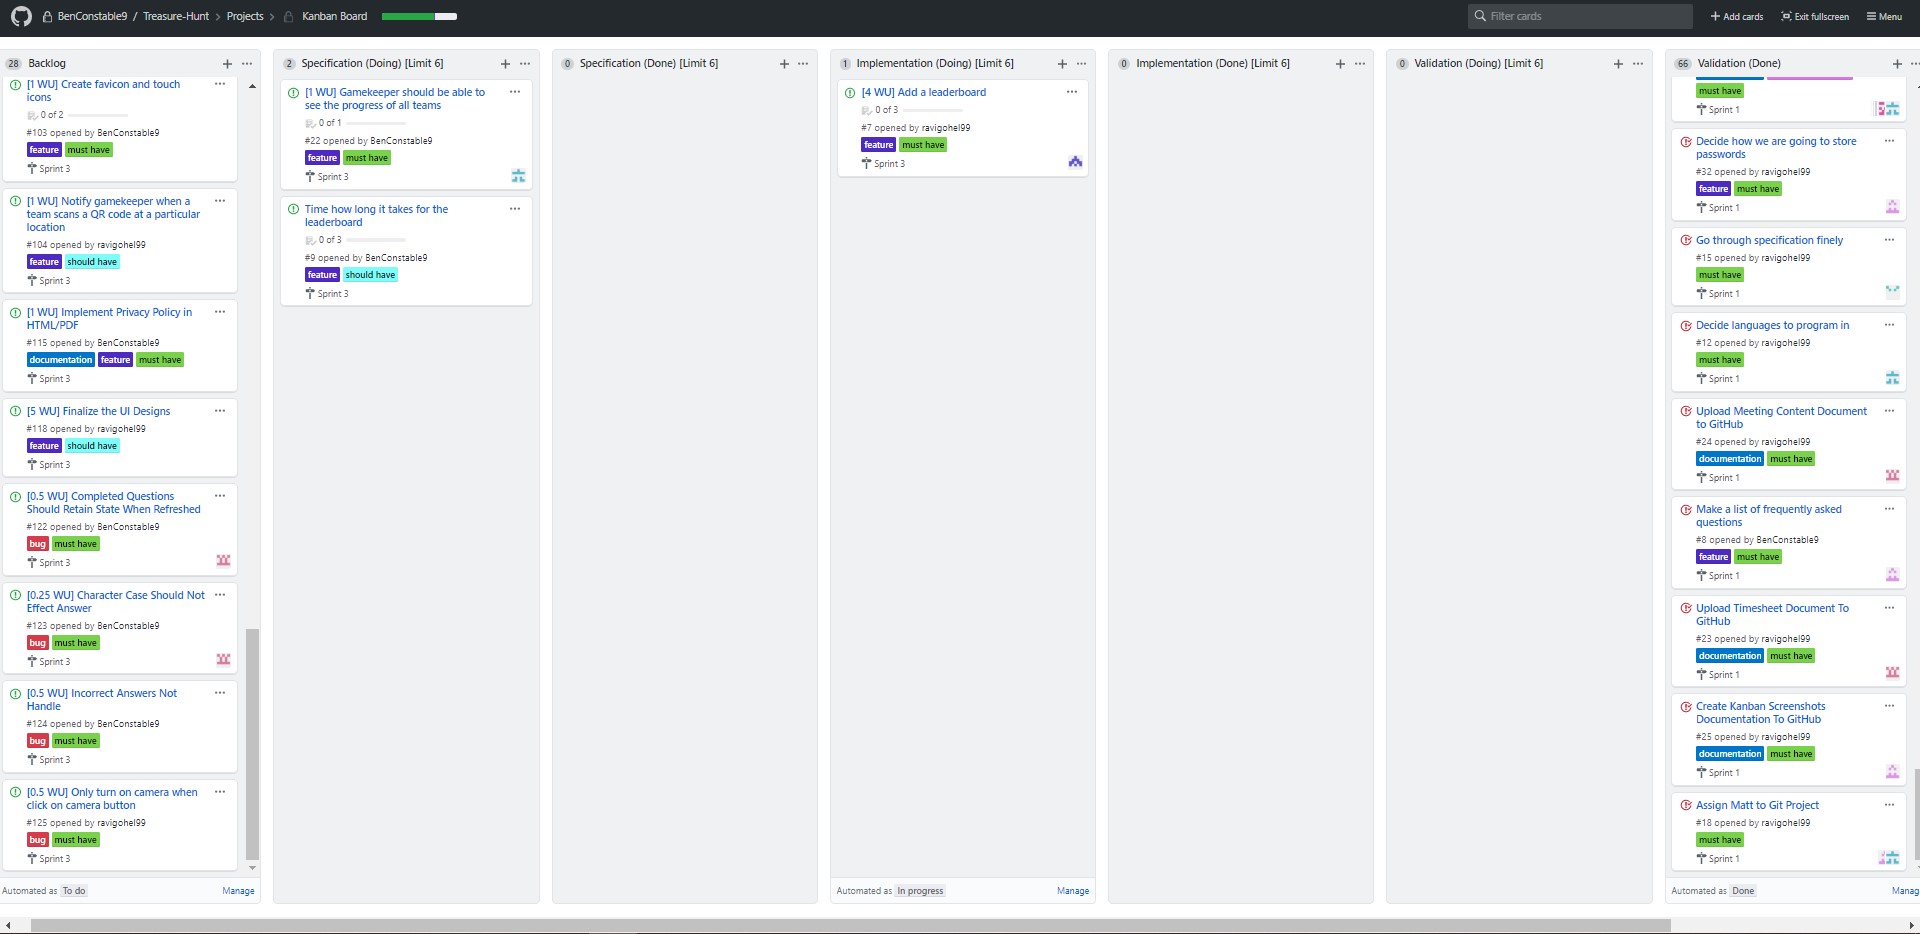 BenConstable9 / Treasure-Hunt > Projects > Kanban Board
Filter cards
Add cards
Exit fullscreen
Menu
28 Backlog
[1 WU] Create favicon and touch
icons
0 of 2
#103 opened by BenConstable9
feature must have
Sprint 3
[1 WU] Notify gamekeeper when a
team scans a QR code at a particular
location
#104 opened by ravigohel99
feature should have
Sprint 3
[1 WU] Implement Privacy Policy in
HTML/PDF
#115 opened by BenConstable9
documentation feature must have
Sprint 3
[5 WU] Finalize the UI Designs
#118 opened by ravigohel99
feature should have
Sprint 3
[0.5 WU] Completed Questions
Should Retain State When Refreshed
#122 opened by BenConstable9
bug must have
Sprint 3
[0.25 WU] Character Case Should Not
Effect Answer
#123 opened by BenConstable9
bug must have
Sprint 3
[0.5 WU] Incorrect Answers Not
Handle
#124 opened by BenConstable9
bug must have
Sprint 3
[0.5 WU] Only turn on camera when
click on camera button
#125 opened by ravigohel99
bug must have
Sprint 3
Automated as To do
Manage
2 Specification (Doing) [Limit 6]
[1 WU] Gamekeeper should be able to
see the progress of all teams
0 of 1
#22 opened by BenConstable9
feature must have
Sprint 3
Time how long it takes for the
leaderboard
0 of 3
#9 opened by BenConstable9
feature should have
Sprint 3
0 Specification (Done) [Limit 6]
1 Implementation (Doing) [Limit 6]
[4 WU] Add a leaderboard
0 of 3
#7 opened by ravigohel99
feature must have
Sprint 3
Automated as In progress
Manage
0 Implementation (Done) [Limit 6]
0 Validation (Doing) [Limit 6]
66 Validation (Done)
must have
Sprint 1
Decide how we are going to store
passwords
#32 opened by ravigohel99
feature must have
Sprint 1
Go through specification finely
#15 opened by ravigohel99
must have
Sprint 1
Decide languages to program in
#12 opened by ravigohel99
must have
Sprint 1
Upload Meeting Content Document
to GitHub
#24 opened by ravigohel99
documentation must have
Sprint 1
Make a list of frequently asked
questions
#8 opened by BenConstable9
feature must have
Sprint 1
Upload Timesheet Document To
GitHub
#23 opened by ravigohel99
documentation must have
Sprint 1
Create Kanban Screenshots
Documentation To GitHub
#25 opened by ravigohel99
documentation must have
Sprint 1
Assign Matt to Git Project
#18 opened by ravigohel99
must have
Sprint 1
Automated as Done
Manag